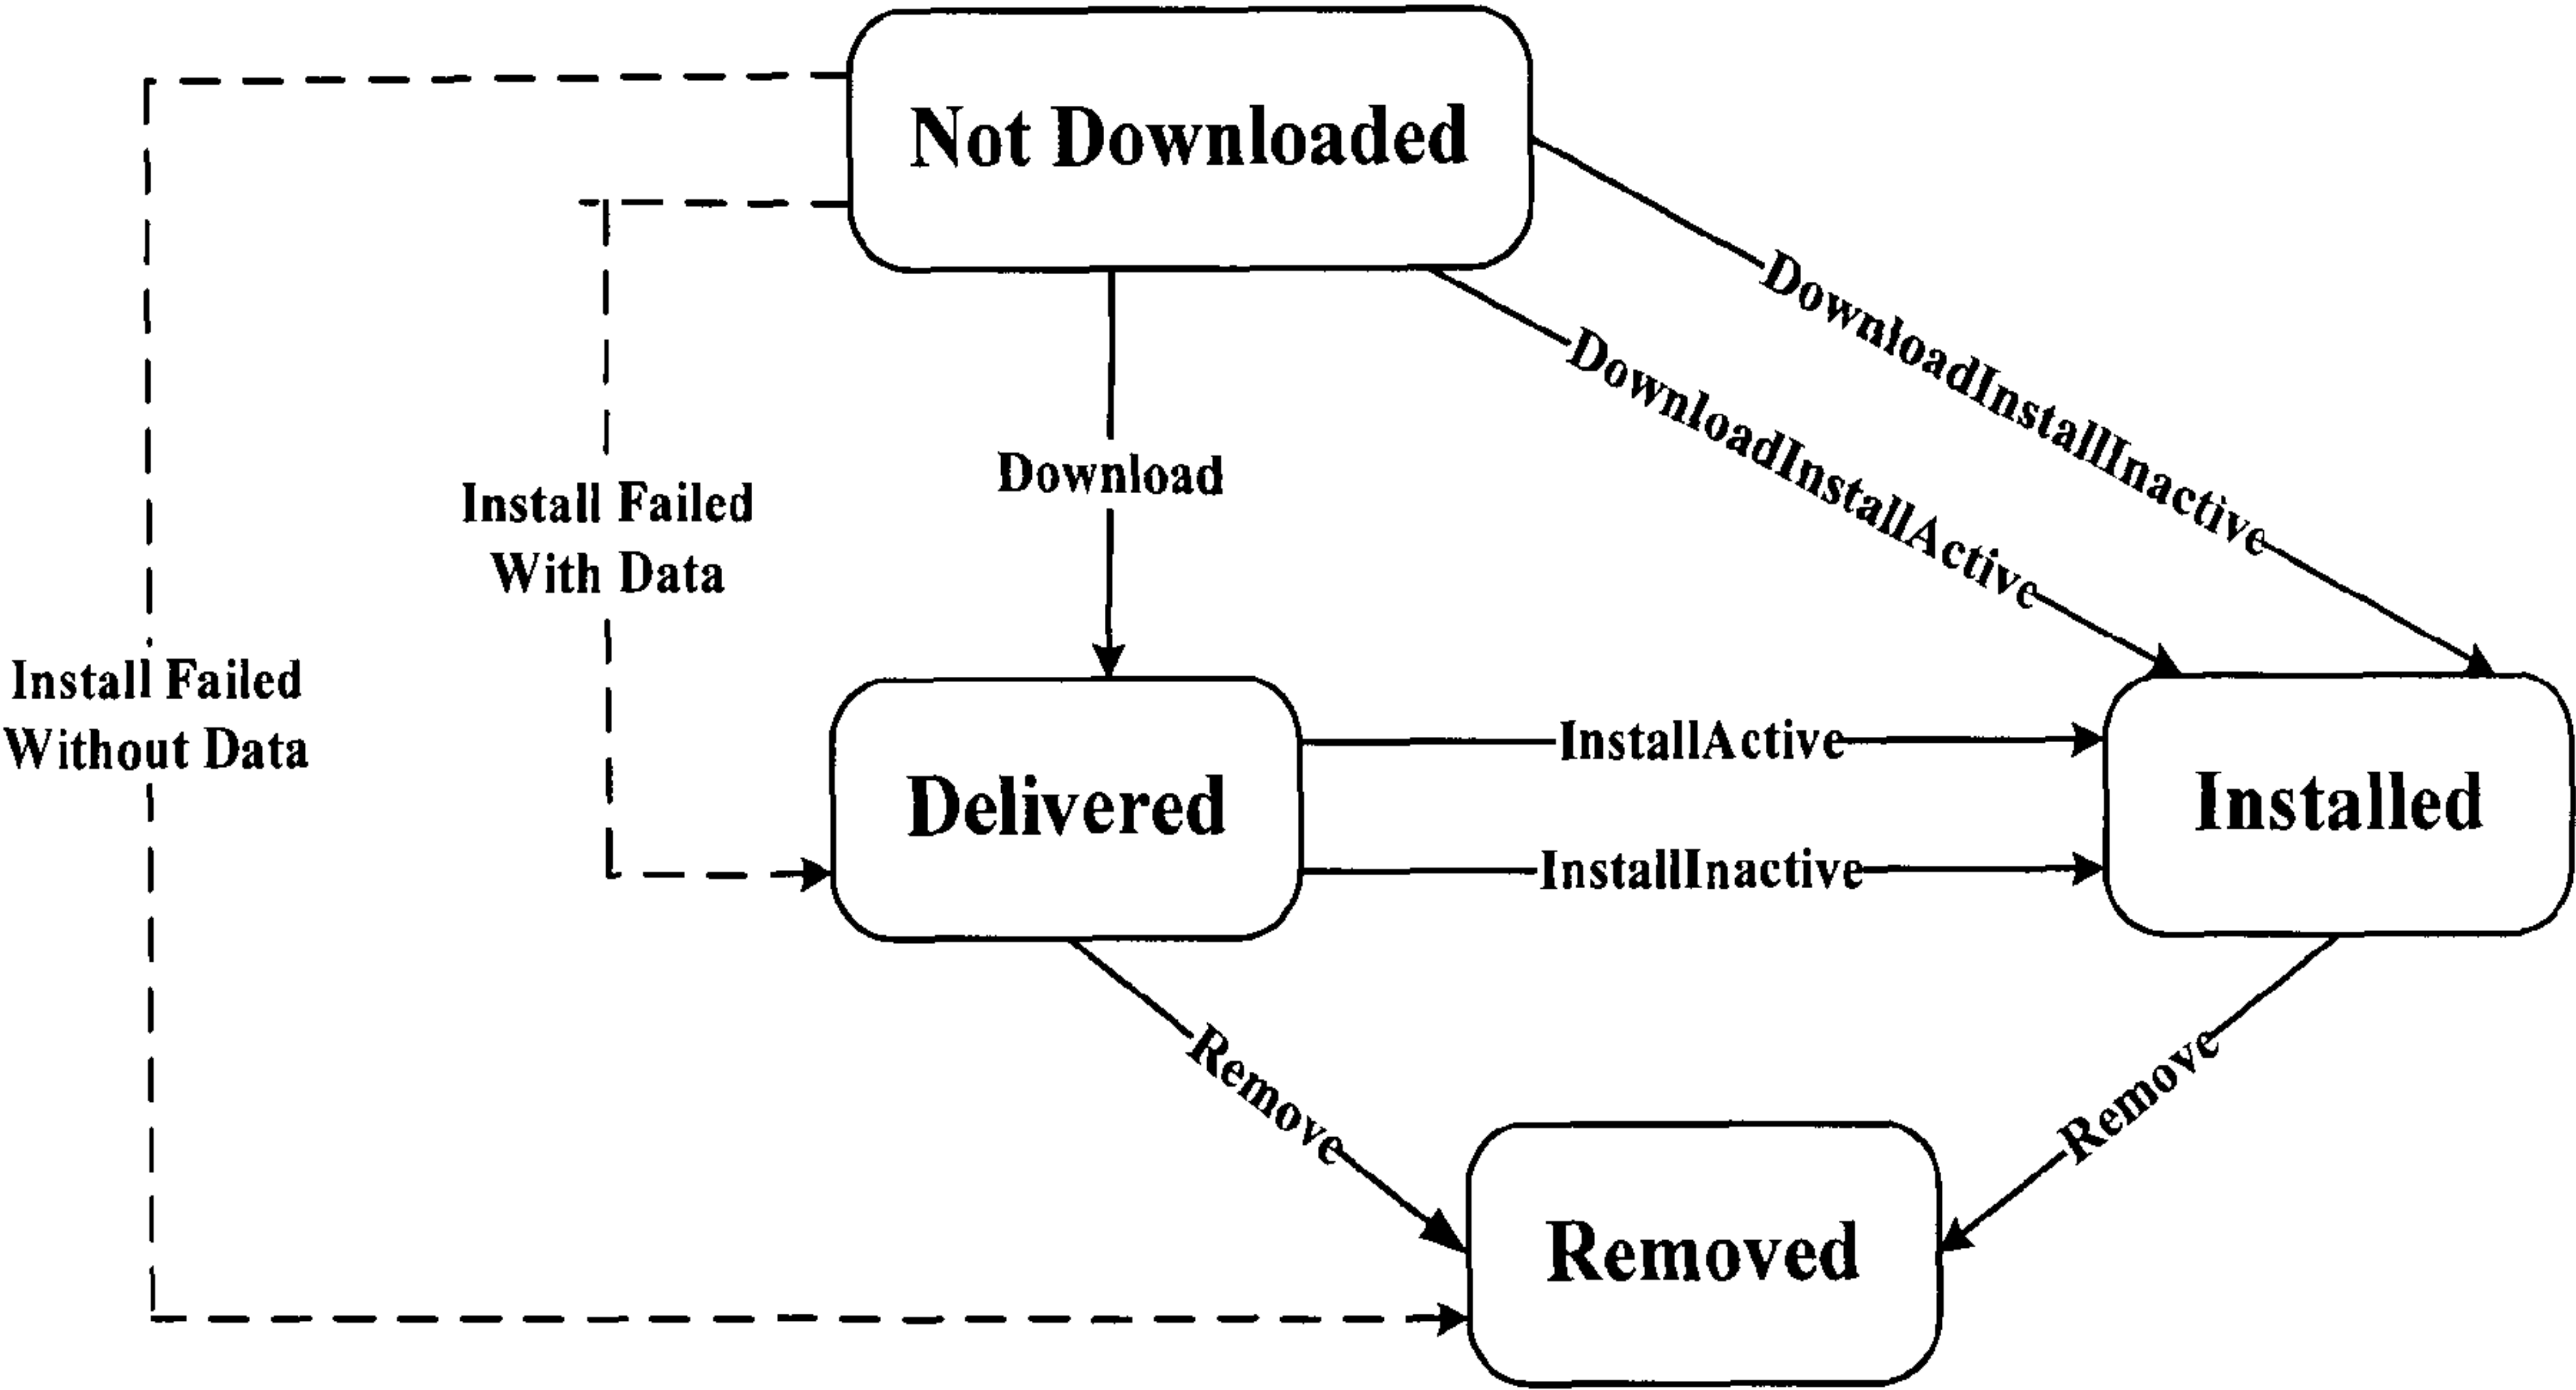 Not Downloaded
DownloadInstallInactive
DownloadInstallActive
Download
Install Failed
With Data
Install Failed
Without Data
InstallActive
Delivered
Installed
InstallInactive
Remove
Remove
Removed